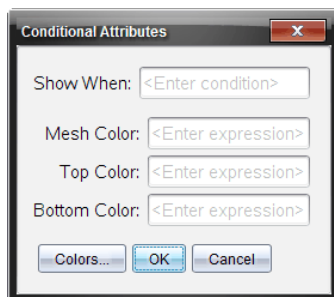 Conditional Attributes
Show When: <Enter condition>
Mesh Color: <Enter expression>
Top Color: <Enter expression>
Bottom Color: <Enter expression>
Colors... OK Cancel